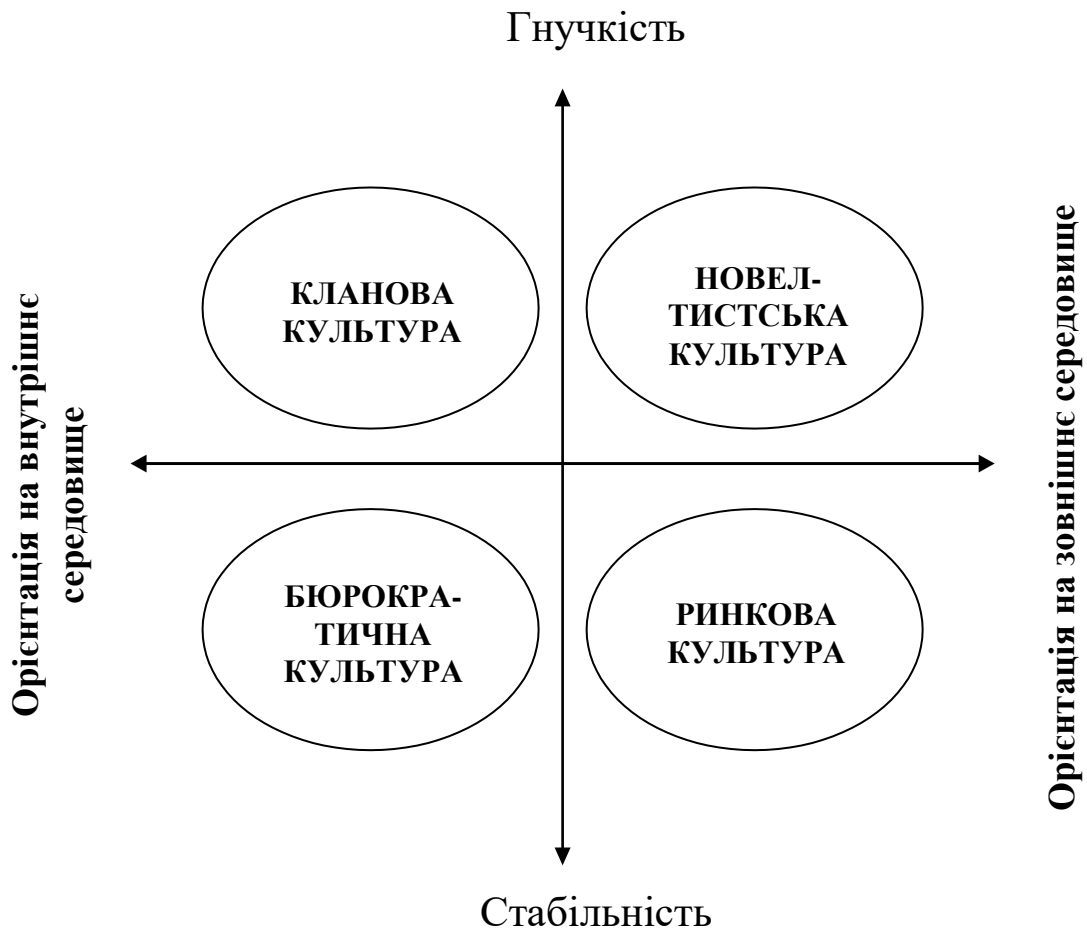 Гнучкість
Орієнтація на внутрішнє
середовище
КЛАНОВА
КУЛЬТУРА
НОВЕЛ-
ТИСТСЬКА
КУЛЬТУРА
БЮРОКРА-
ТИЧНА
КУЛЬТУРА
РИНКОВА
КУЛЬТУРА
Орієнтація на зовнішнє середовище
Стабільність